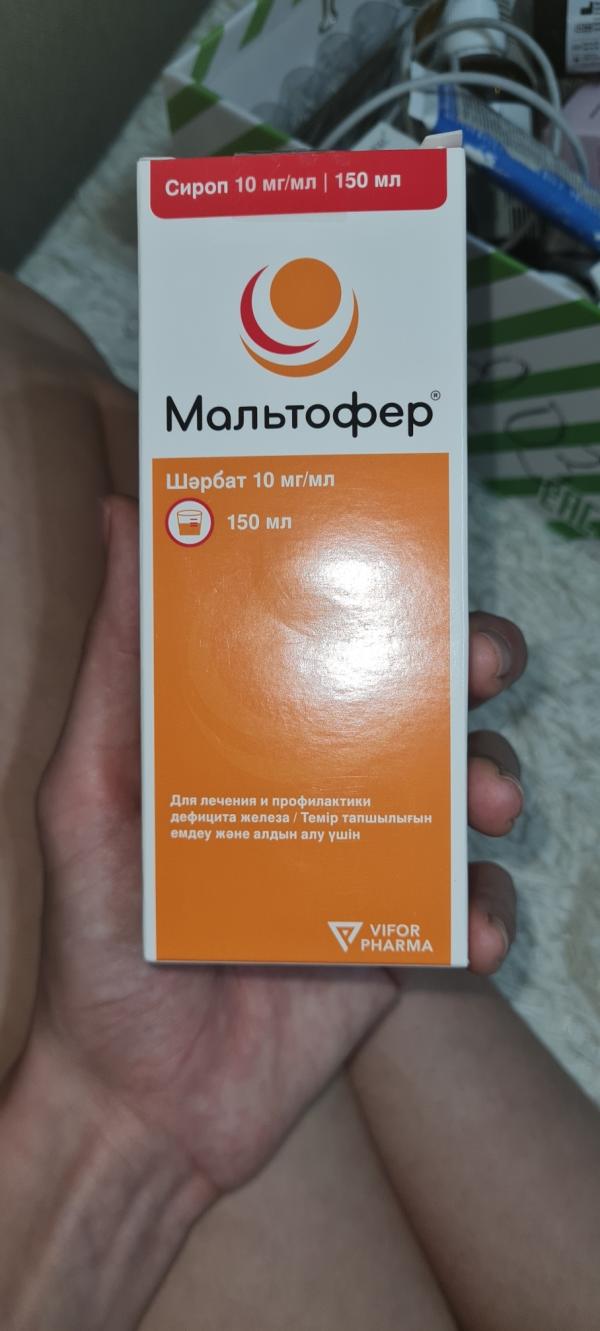 Сироп 10 мг/мл | 150 мл
Мальтофер®
Шәрбат 10 мг/мл
150 мл
Для лечения и профилактики
дефицита железа / Темір тапшылығын
емдеу және алдын алу үшін
VIFOR
PHARMA